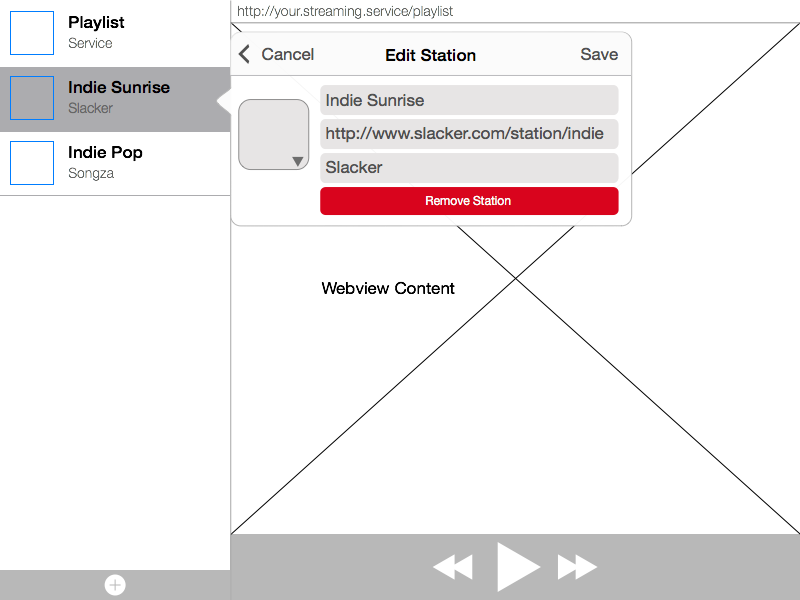 Playlist
Service
Indie Sunrise
Slacker
Indie Pop
Songza
http://your.streaming.service/playlist
Cancel
Edit Station
Save
Indie Sunrise
http://www.slacker.com/station/indie
Slacker
Remove Station
Webview Content